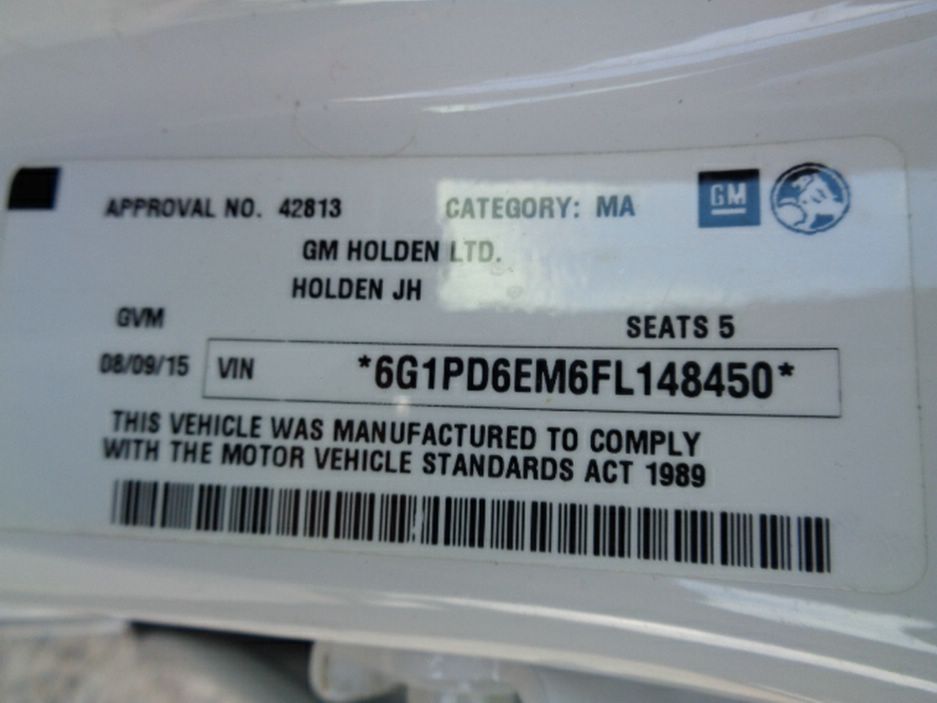 APPROVAL NO. 42813 CATEGORY: MA GM
GM HOLDEN LTD.
HOLDEN JH
GVM SEATS 5
08/09/15 VIN *6G1PD6EM6FL148450*
THIS VEHICLE WAS MANUFACTURED TO COMPLY
WITH THE MOTOR VEHICLE STANDARDS ACT 1989